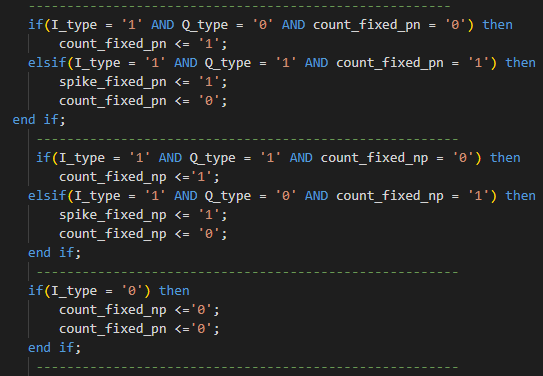 -------------------------------------------------------
if(I_type = '1' AND Q_type = '0' AND count_fixed_pn = '0') then
count_fixed_pn <= '1';
elsif(I_type = '1' AND Q_type = '1' AND count_fixed_pn = '1') then
spike_fixed_pn <= '1';
count_fixed_pn <= '0';
end if;
-------------------------------------------------------
if(I_type = '1' AND Q_type = '1' AND count_fixed_np = '0') then
count_fixed_np <='1';
elsif(I_type = '1' AND Q_type = '0' AND count_fixed_np = '1') then
spike_fixed_np <= '1';
count_fixed_np <= '0';
end if;
-------------------------------------------------------
if(I_type = '0') then
count_fixed_np <='0';
count_fixed_pn <='0';
end if;
-------------------------------------------------------